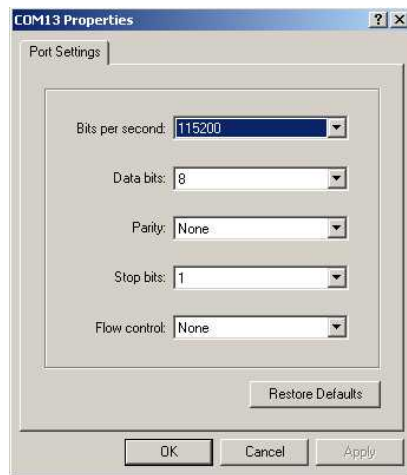 COM13 Properties
Port Settings
Bits per second: 115200
Data bits: 8
Parity: None
Stop bits: 1
Flow control: None
Restore Defaults
OK Cancel Apply